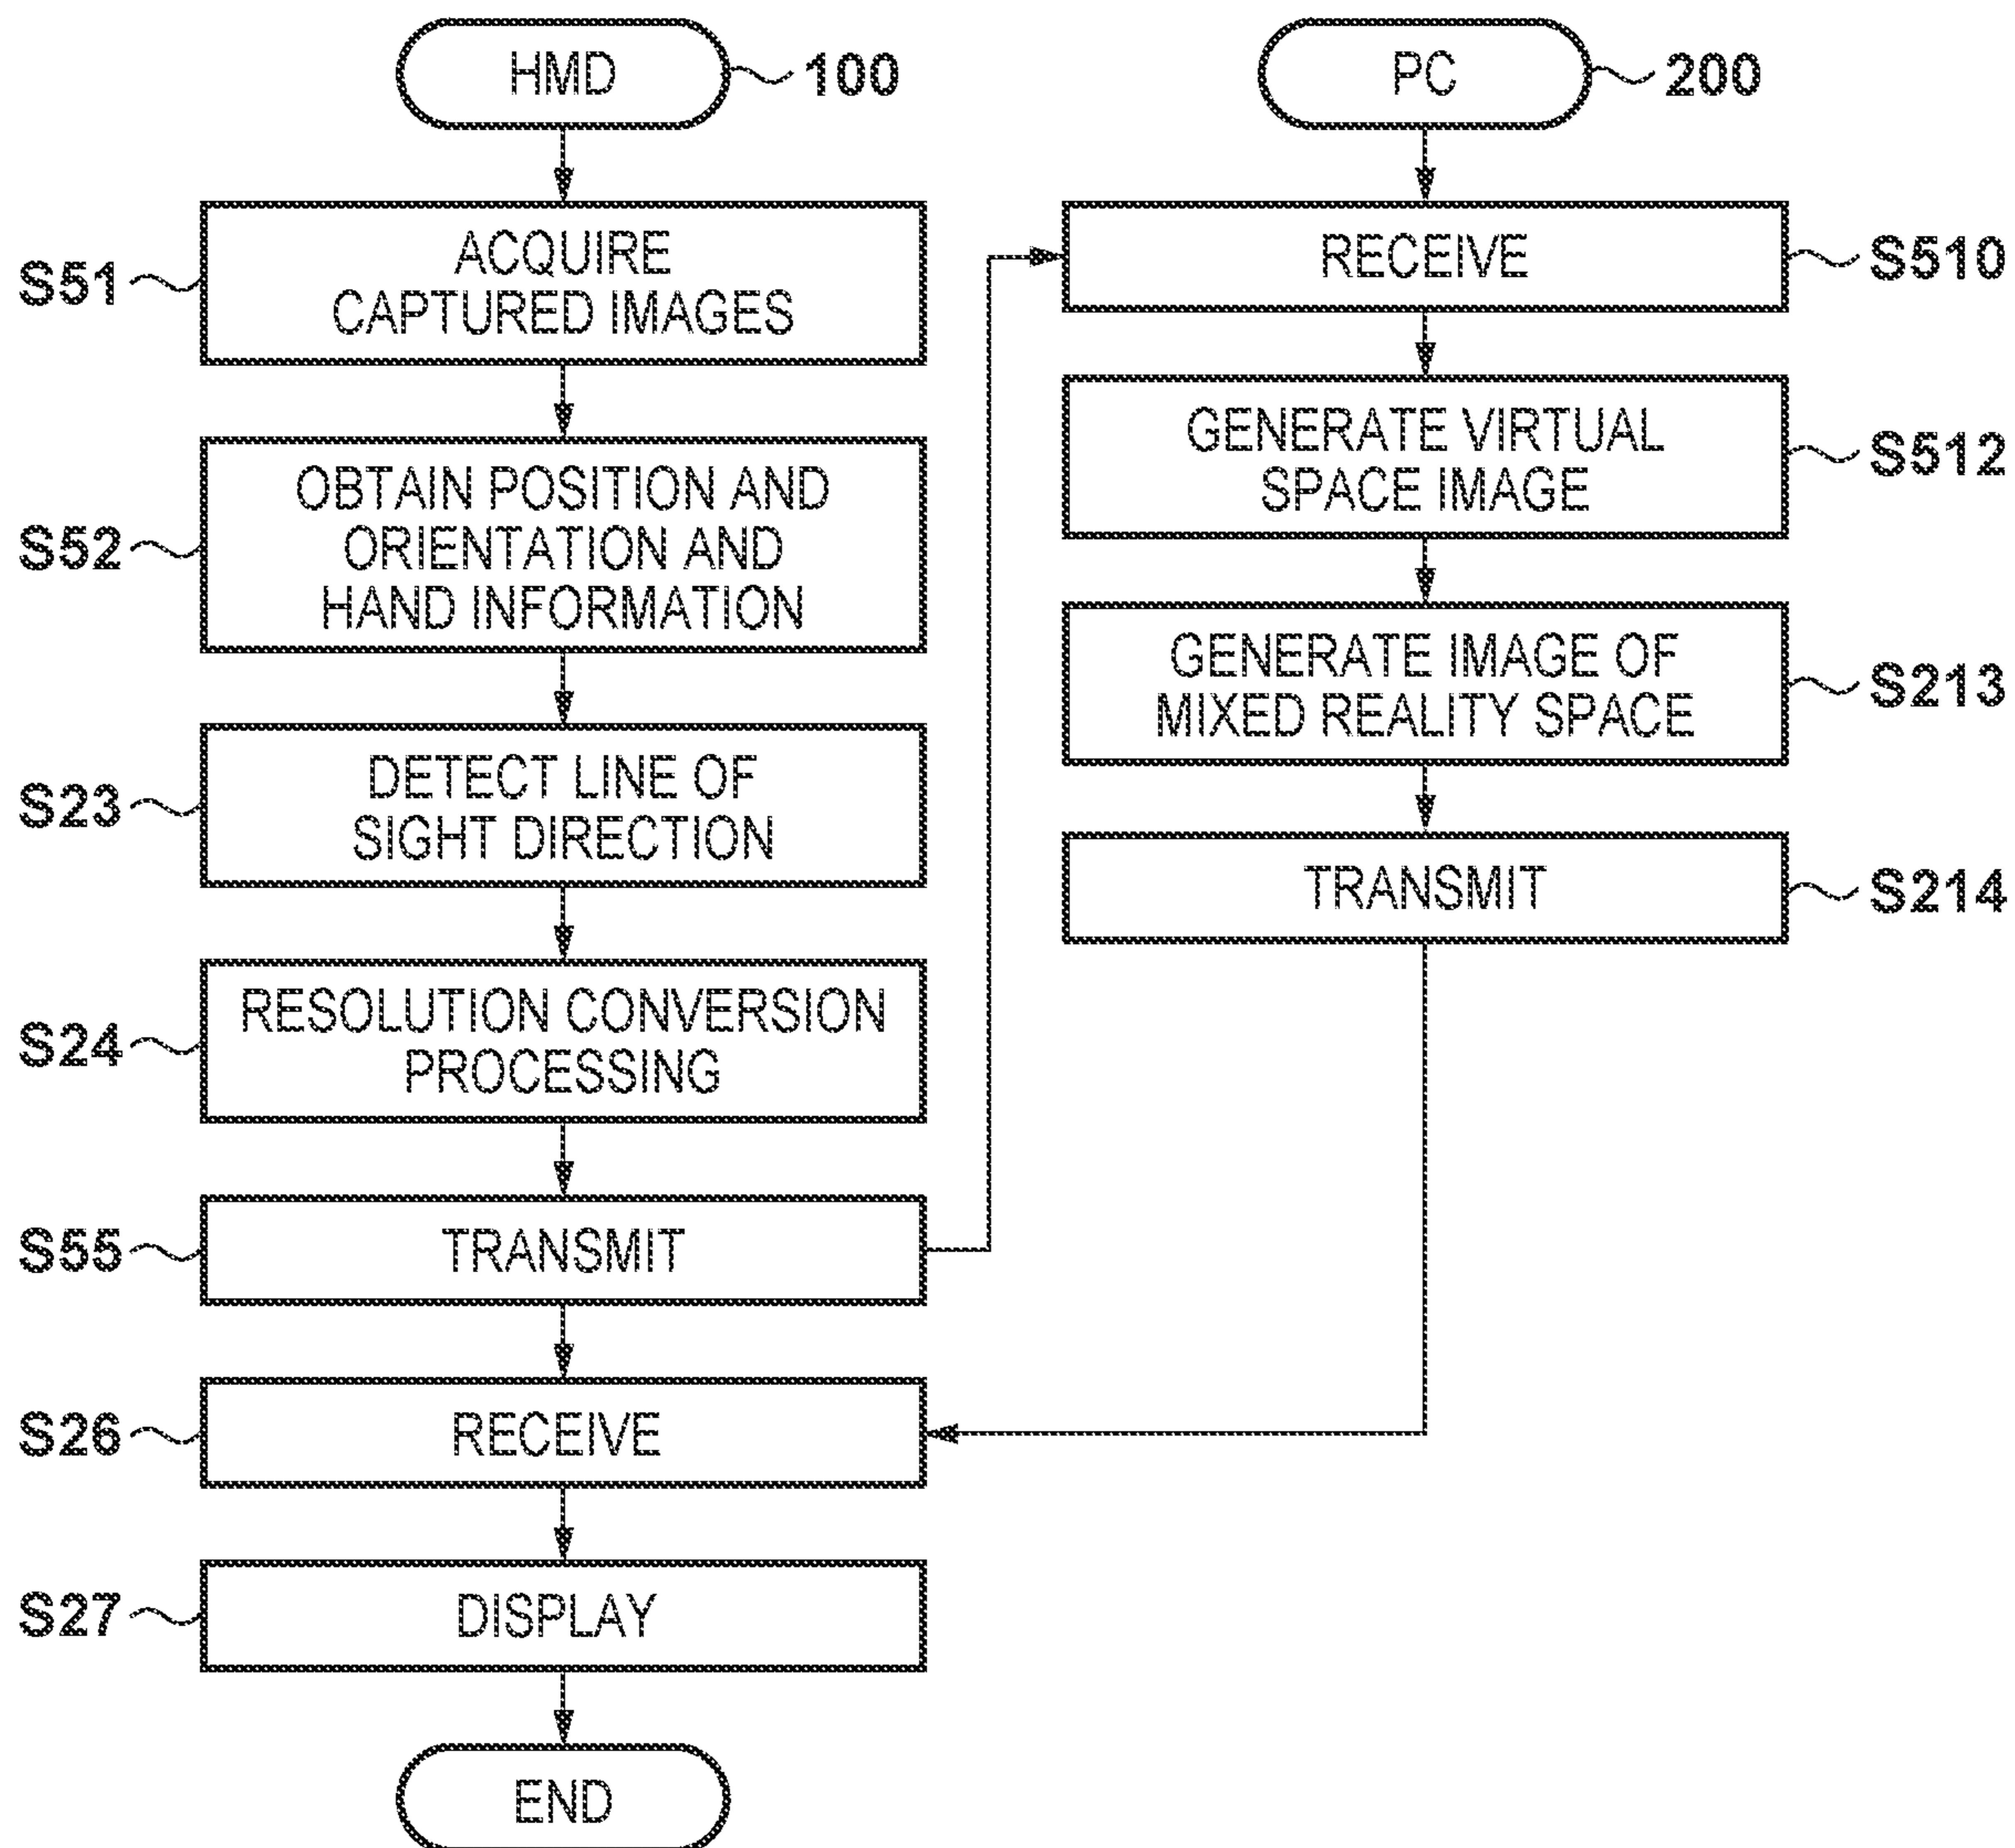 HMD
100
S51
ACQUIRE
CAPTURED IMAGES
S52
OBTAIN POSITION AND
ORIENTATION AND
HAND INFORMATION
S23
DETECT LINE OF
SIGHT DIRECTION
S24
RESOLUTION CONVERSION
PROCESSING
S55
TRANSMIT
S26
RECEIVE
S27
DISPLAY
END
PC
200
RECEIVE
S510
GENERATE VIRTUAL
SPACE IMAGE
S512
GENERATE IMAGE OF
MIXED REALITY SPACE
S213
TRANSMIT
S214